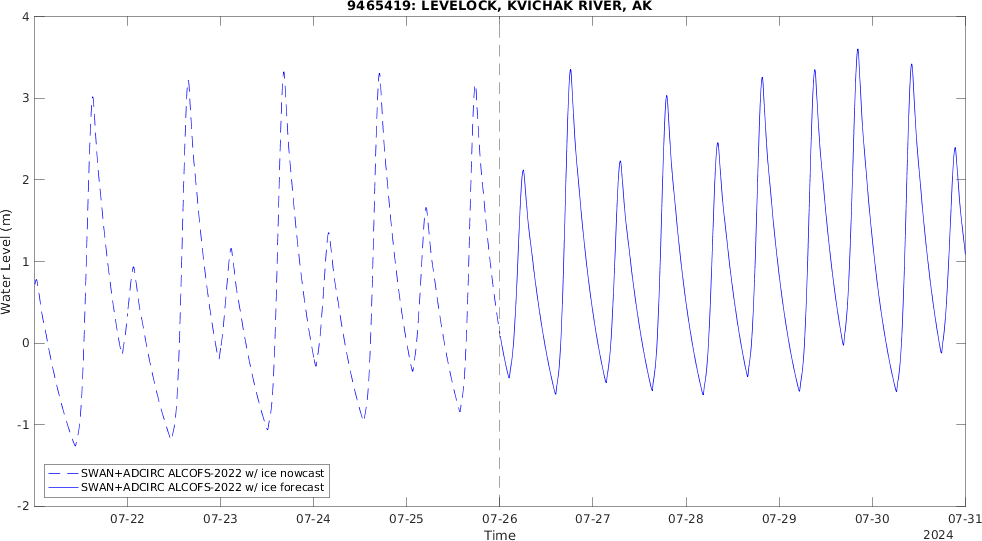 9465419: LEVELOCK, KVICHAK RIVER, AK
4
3
2
1
0
-1
-2
Water Level (m)
SWAN+ADCIRC ALCOFS-2022 w/ ice nowcast
SWAN+ADCIRC ALCOFS-2022 w/ ice forecast
07-22 07-23 07-24 07-25 07-26 07-27 07-28 07-29 07-30 07-31
Time
2024